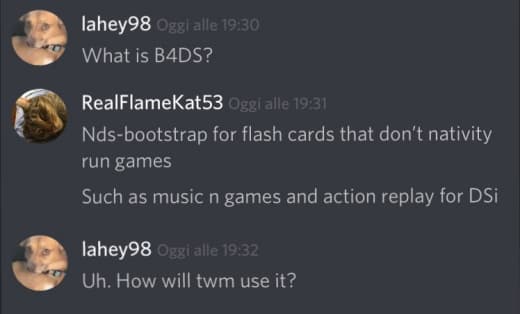 lahey98 Oggi alle 19:30
What is B4DS?
RealFlameKat53 Oggi alle 19:31
Nds-bootstrap for flash cards that don't nativity
run games
Such as music n games and action replay for DSi
lahey98 Oggi alle 19:32
Uh. How will twm use it?